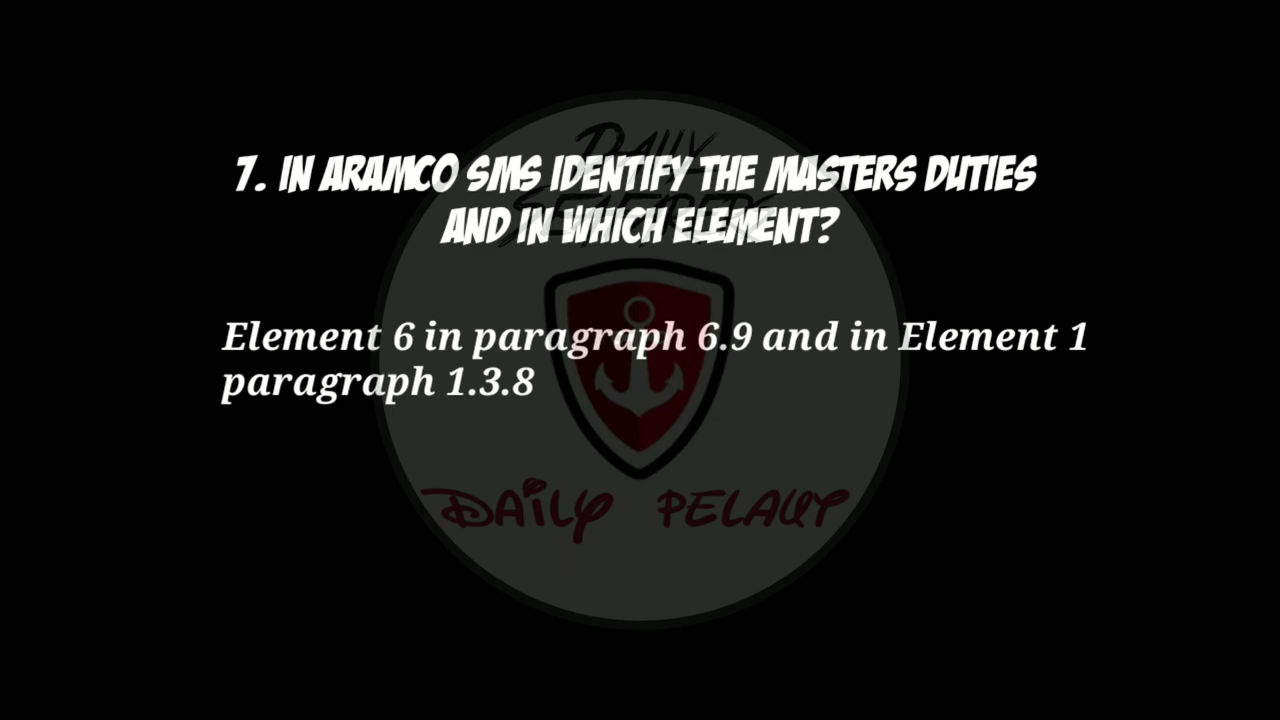 DAILY
7. IN ARAMCO SMS IDENTIFY THE MASTERS DUTIES
AND IN WHICH ELEMENT?
Element 6 in paragraph 6.9 and in Element 1
paragraph 1.3.8
DAILY PELAUT